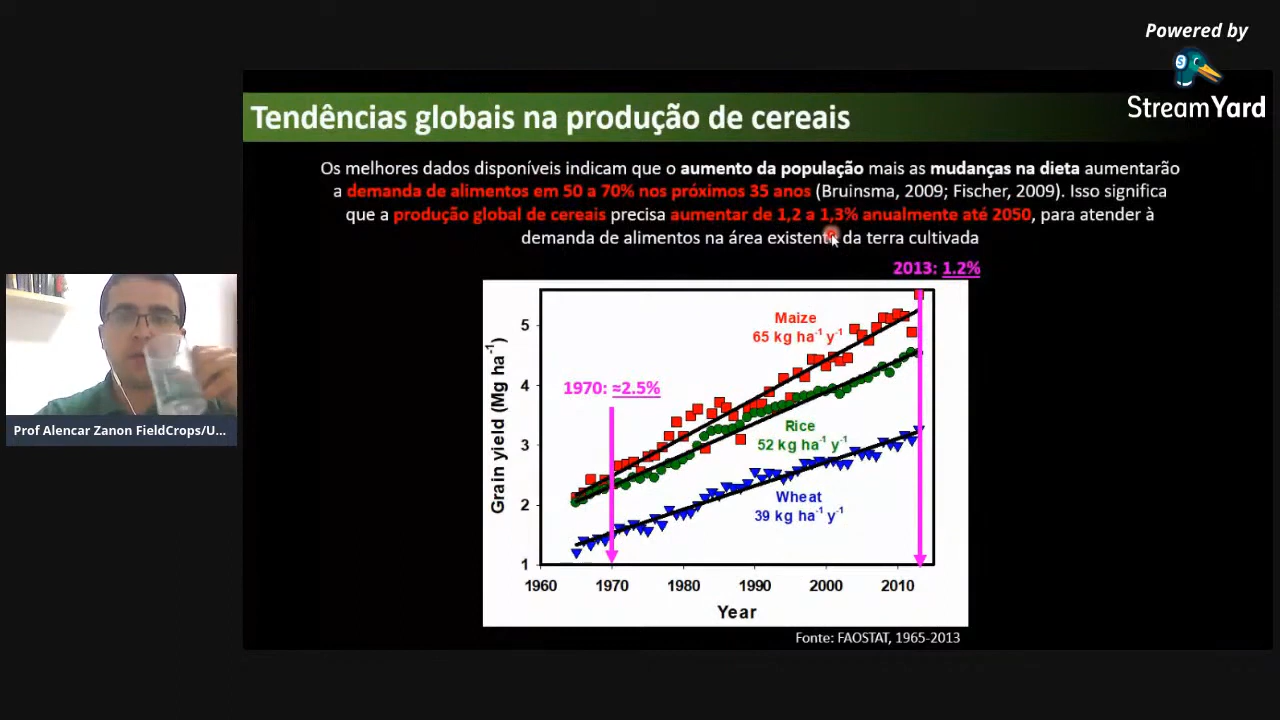 Powered by
StreamYard
Tendências globais na produção de cereais
Os melhores dados disponíveis indicam que o aumento da população mais as mudanças na dieta aumentarão
a demanda de alimentos em 50 a 70% nos próximos 35 anos (Bruinsma, 2009; Fischer, 2009). Isso significa
que a produção global de cereais precisa aumentar de 1,2 a 1,3% anualmente até 2050, para atender à
demanda de alimentos na área existente da terra cultivada
2013: 1.2%
Maize
65 kg ha⁻¹ y⁻¹
1970: ≈2.5%
Rice
52 kg ha⁻¹ y⁻¹
Wheat
39 kg ha⁻¹ y⁻¹
Grain yield (Mg ha⁻¹)
5
4
3
2
1
1960 1970 1980 1990 2000 2010
Year
Fonte: FAOSTAT, 1965-2013
Prof Alencar Zanon FieldCrops/U...